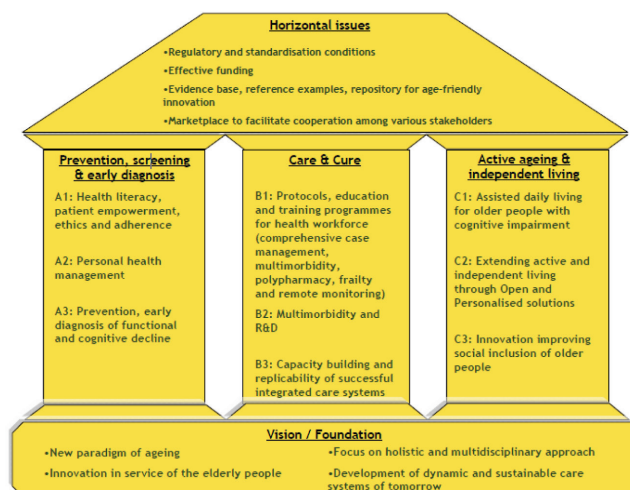 Horizontal issues
•Regulatory and standardisation conditions
•Effective funding
•Evidence base, reference examples, repository for age-friendly
innovation
•Marketplace to facilitate cooperation among various stakeholders
Prevention, screening
& early diagnosis
A1: Health literacy,
patient empowerment,
ethics and adherence
A2: Personal health
management
A3: Prevention, early
diagnosis of functional
and cognitive decline
Care & Cure
B1: Protocols, education
and training programmes
for health workforce
(comprehensive case
management,
multimorbidity,
polypharmacy, frailty
and remote monitoring)
B2: Multimorbidity and
R&D
B3: Capacity building and
replicability of successful
integrated care systems
Active ageing &
independent living
C1: Assisted daily living
for older people with
cognitive impairment
C2: Extending active and
independent living
through Open and
Personalised solutions
C3: Innovation improving
social inclusion of older
people
Vision / Foundation
•New paradigm of ageing
•Innovation in service of the elderly people
•Focus on holistic and multidisciplinary approach
•Development of dynamic and sustainable care
systems of tomorrow